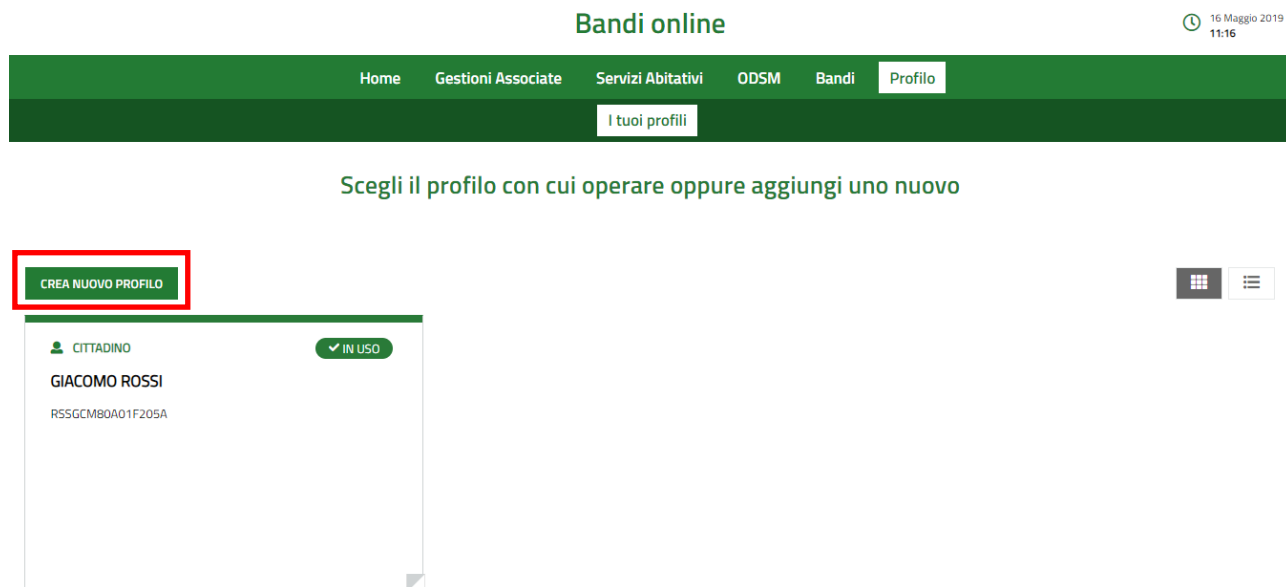 Bandi online
16 Maggio 2019
11:16
Home Gestioni Associate Servizi Abitativi ODSM Bandi Profilo
I tuoi profili
Scegli il profilo con cui operare oppure aggiungi uno nuovo
CREA NUOVO PROFILO
CITTADINO IN USO
GIACOMO ROSSI
RSSGCM80A01F205A